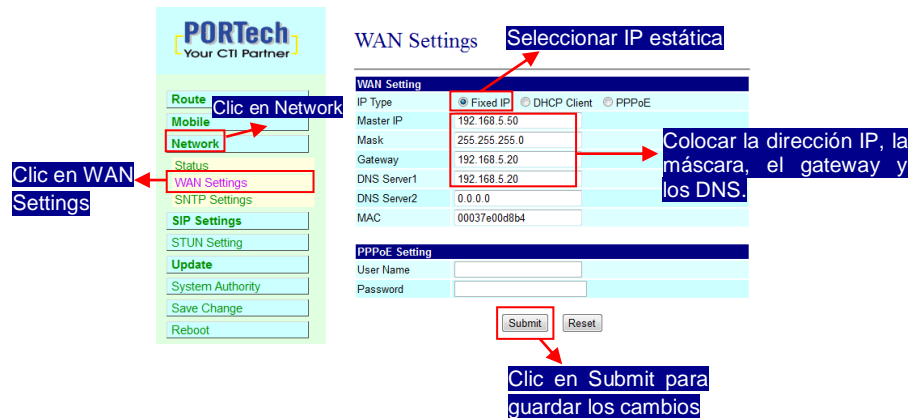 PORTech
Your CTI Partner
WAN Settings
Seleccionar IP estática
Route
Clic en Network
Mobile
Network
Status
WAN Settings
SNTP Settings
SIP Settings
STUN Setting
Update
System Authority
Save Change
Reboot
Clic en WAN
Settings
WAN Setting
IP Type Fixed IP DHCP Client PPPoE
Master IP 192.168.5.50
Mask 255.255.255.0
Gateway 192.168.5.20
DNS Server1 192.168.5.20
DNS Server2 0.0.0.0
MAC 00037e00d8b4
Colocar la dirección IP, la
máscara, el gateway y
los DNS.
PPPoE Setting
User Name
Password
Submit Reset
Clic en Submit para
guardar los cambios